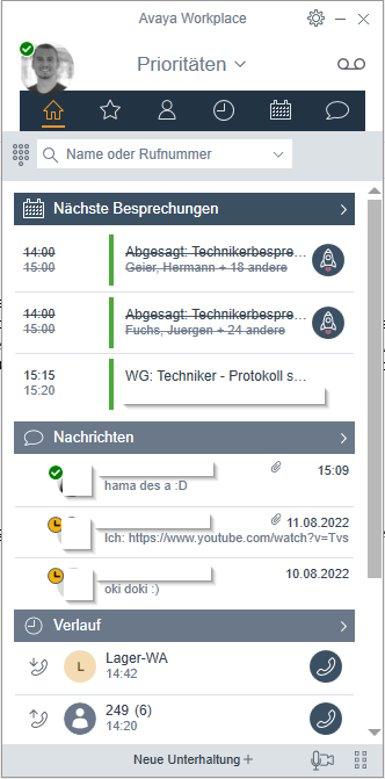 Avaya Workplace
Prioritäten
Name oder Rufnummer
Nächste Besprechungen
14:00 Abgesagt: Technikerbespre...
15:00 Geier, Hermann + 18 andere
14:00 Abgesagt: Technikerbespre...
15:00 Fuchs, Juergen + 24 andere
15:15 WG: Techniker - Protokoll s...
15:20
Nachrichten
15:09
hama des a :D
11.08.2022
Ich: https://www.youtube.com/watch?v=Tvs
10.08.2022
oki doki :)
Verlauf
L Lager-WA
14:42
249 (6)
14:20
Neue Unterhaltung +